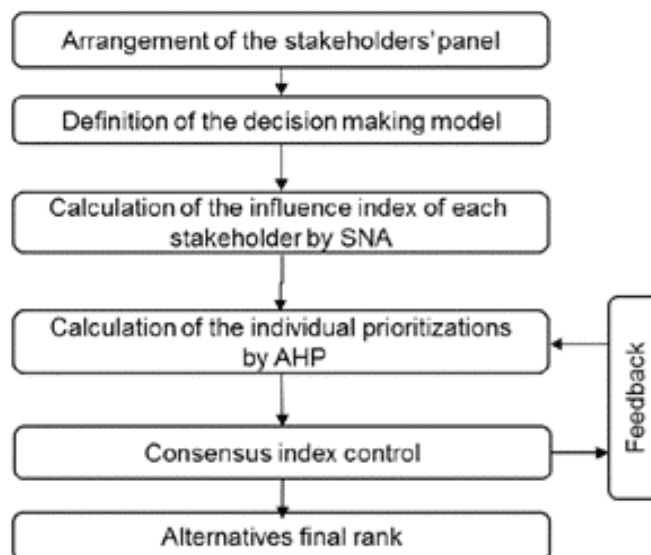 Arrangement of the stakeholders' panel
Definition of the decision making model
Calculation of the influence index of each
stakeholder by SNA
Calculation of the individual prioritizations
by AHP
Feedback
Consensus index control
Alternatives final rank